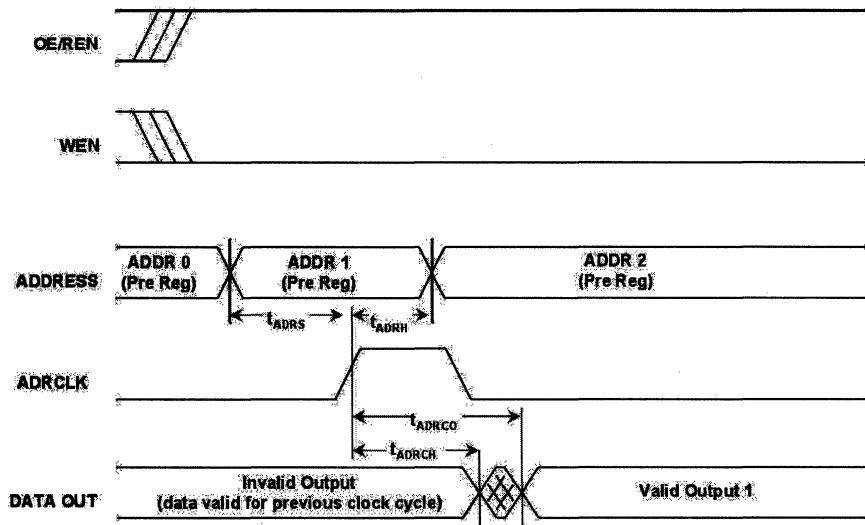 OE/REN
WEN
ADDRESS
ADDR 0
(Pre Reg)
ADDR 1
(Pre Reg)
ADDR 2
(Pre Reg)
tADRS
tADRH
ADRCLK
tADRCO
tADRCH
DATA OUT
Invalid Output
(data valid for previous clock cycle)
Valid Output 1